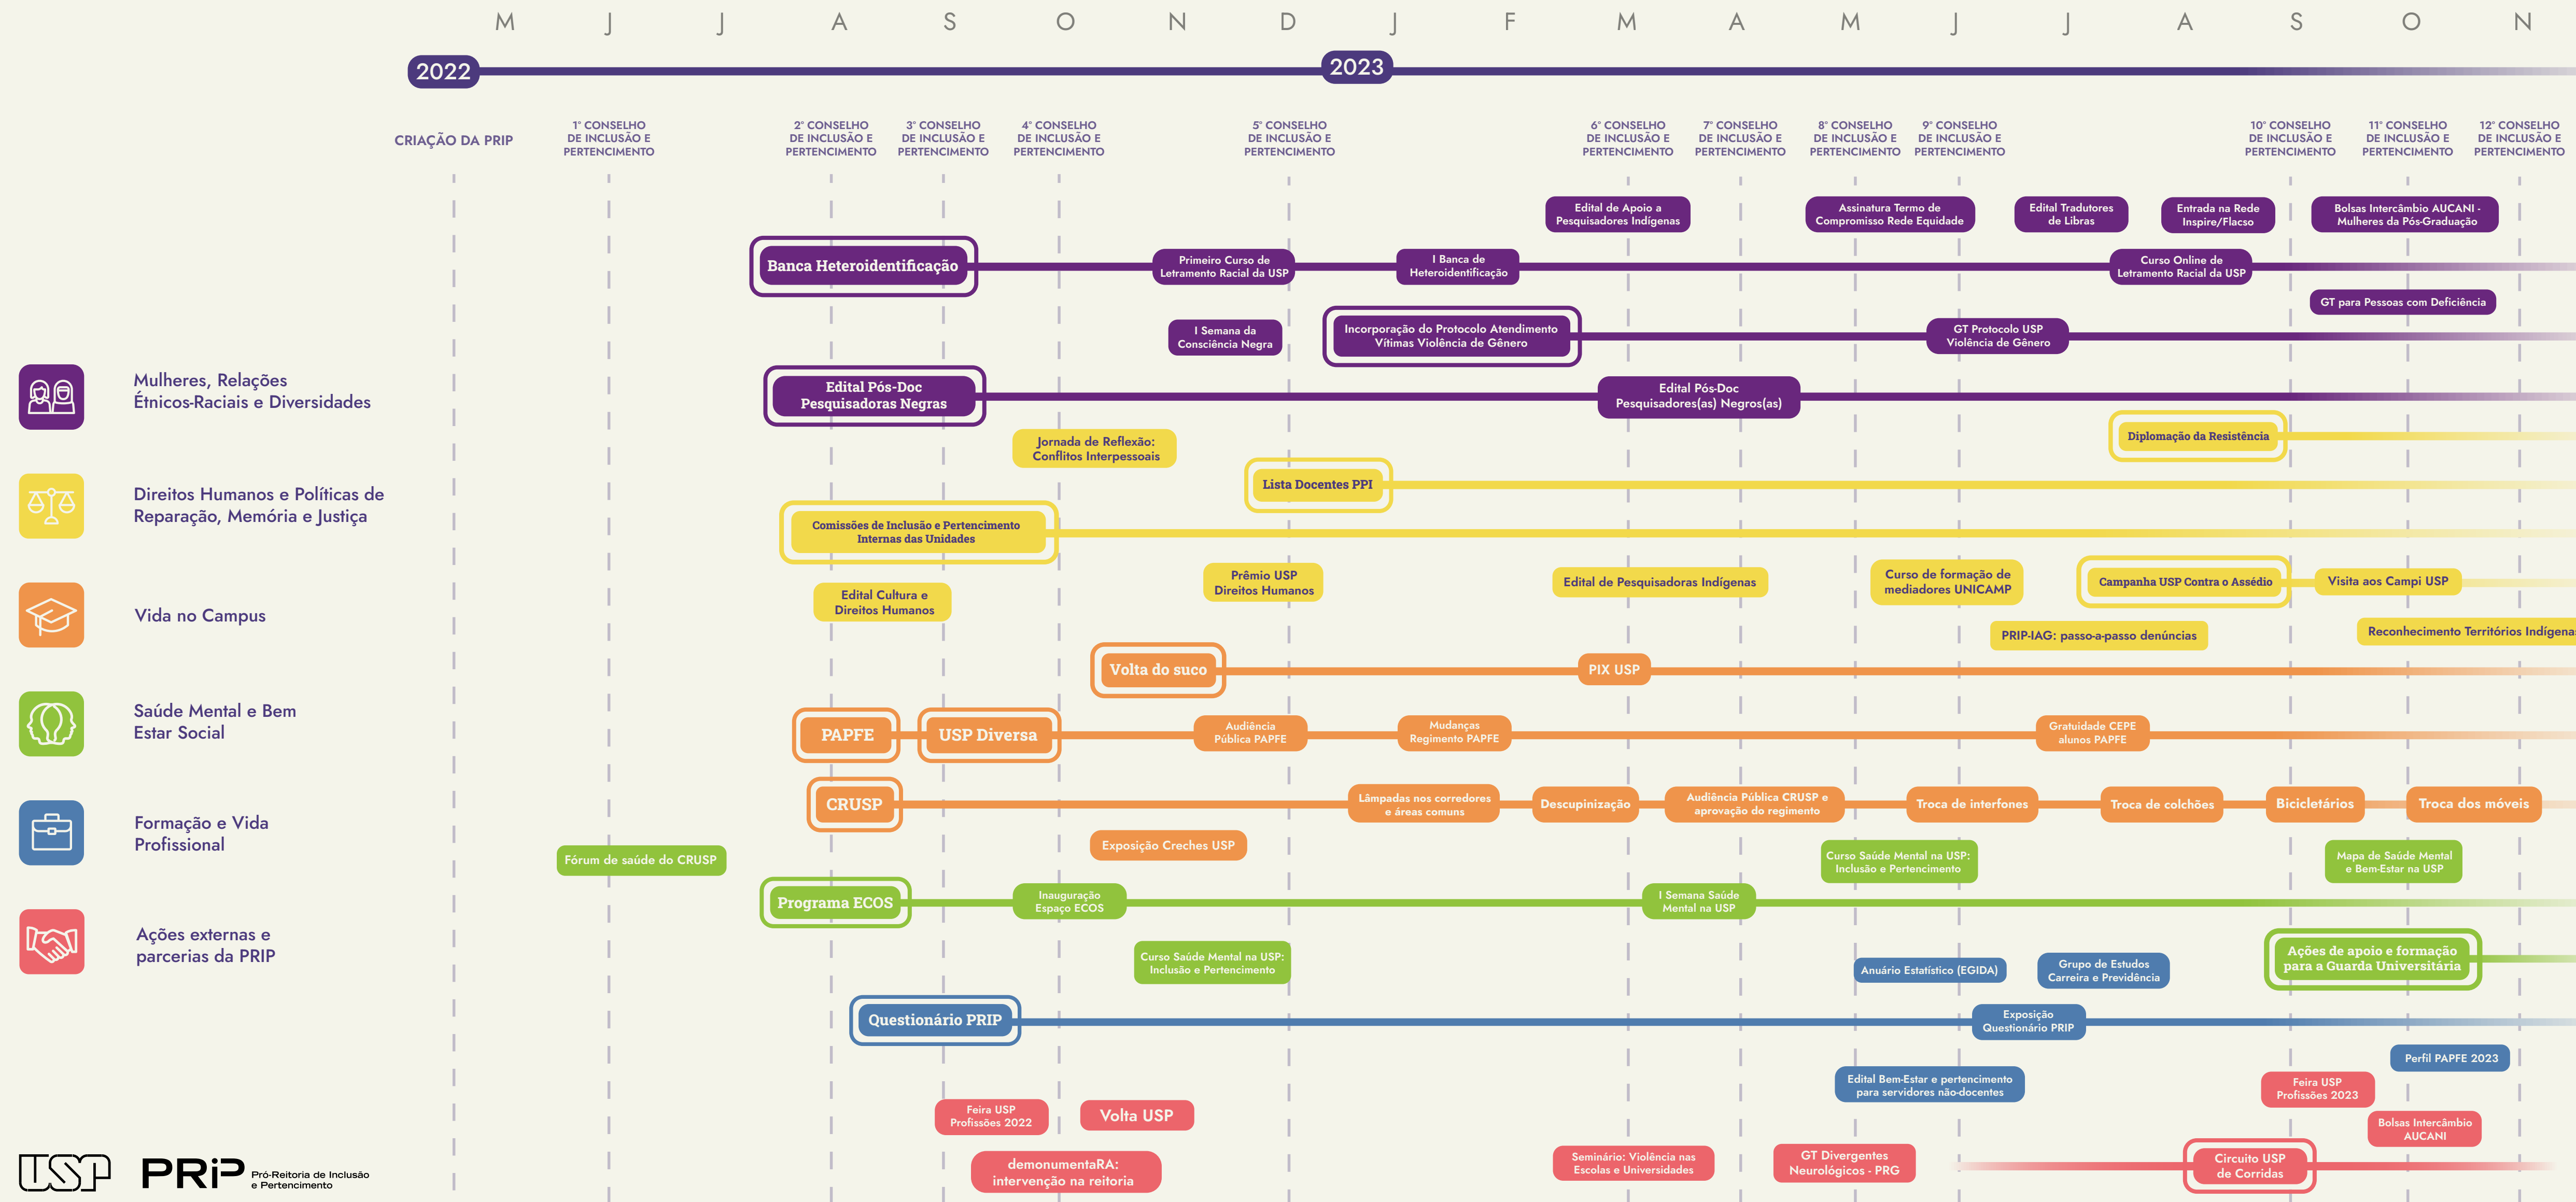 M J J A S O N D J F M A M J J A S O N
2022
2023
CRIAÇÃO DA PRIP
1° CONSELHO
DE INCLUSÃO E
PERTENCIMENTO
2° CONSELHO
DE INCLUSÃO E
PERTENCIMENTO
3° CONSELHO
DE INCLUSÃO E
PERTENCIMENTO
4° CONSELHO
DE INCLUSÃO E
PERTENCIMENTO
5° CONSELHO
DE INCLUSÃO E
PERTENCIMENTO
6° CONSELHO
DE INCLUSÃO E
PERTENCIMENTO
7° CONSELHO
DE INCLUSÃO E
PERTENCIMENTO
8° CONSELHO
DE INCLUSÃO E
PERTENCIMENTO
9° CONSELHO
DE INCLUSÃO E
PERTENCIMENTO
10° CONSELHO
DE INCLUSÃO E
PERTENCIMENTO
11° CONSELHO
DE INCLUSÃO E
PERTENCIMENTO
12° CONSELHO
DE INCLUSÃO E
PERTENCIMENTO
Edital de Apoio a
Pesquisadores Indígenas
Assinatura Termo de
Compromisso Rede Equidade
Edital Tradutores
de Libras
Entrada na Rede
Inspire/Flacso
Bolsas Intercâmbio AUCANI -
Mulheres da Pós-Graduação
Banca Heteroidentificação
Primeiro Curso de
Letramento Racial da USP
I Banca de
Heteroidentificação
Curso Online de
Letramento Racial da USP
GT para Pessoas com Deficiência
I Semana da
Consciência Negra
Incorporação do Protocolo Atendimento
Vítimas Violência de Gênero
GT Protocolo USP
Violência de Gênero
Mulheres, Relações
Étnicos-Raciais e Diversidades
Edital Pós-Doc
Pesquisadoras Negras
Edital Pós-Doc
Pesquisadores(as) Negros(as)
Jornada de Reflexão:
Conflitos Interpessoais
Diplomação da Resistência
Lista Docentes PPI
Direitos Humanos e Políticas de
Reparação, Memória e Justiça
Comissões de Inclusão e Pertencimento
Internas das Unidades
Edital Cultura e
Direitos Humanos
Prêmio USP
Direitos Humanos
Edital de Pesquisadoras Indígenas
Curso de formação de
mediadores UNICAMP
Campanha USP Contra o Assédio
Visita aos Campi USP
Vida no Campus
PRIP-IAG: passo-a-passo denúncias
Reconhecimento Territórios Indígenas
Volta do suco
PIX USP
Saúde Mental e Bem
Estar Social
PAPFE
USP Diversa
Audiência
Pública PAPFE
Mudanças
Regimento PAPFE
Gratuidade CEPE
alunos PAPFE
CRUSP
Lâmpadas nos corredores
e áreas comuns
Descupinização
Audiência Pública CRUSP e
aprovação do regimento
Troca de interfones
Troca de colchões
Bicicletários
Troca dos móveis
Formação e Vida
Profissional
Exposição Creches USP
Fórum de saúde do CRUSP
Curso Saúde Mental na USP:
Inclusão e Pertencimento
Mapa de Saúde Mental
e Bem-Estar na USP
Programa ECOS
Inauguração
Espaço ECOS
I Semana Saúde
Mental na USP
Ações externas e
parcerias da PRIP
Curso Saúde Mental na USP:
Inclusão e Pertencimento
Anuário Estatístico (EGIDA)
Grupo de Estudos
Carreira e Previdência
Ações de apoio e formação
para a Guarda Universitária
Questionário PRIP
Exposição
Questionário PRIP
Perfil PAPFE 2023
Edital Bem-Estar e pertencimento
para servidores não-docentes
Feira USP
Profissões 2023
Feira USP
Profissões 2022
Volta USP
Bolsas Intercâmbio
AUCANI
demonumentaRA:
intervenção na reitoria
Seminário: Violência nas
Escolas e Universidades
GT Divergentes
Neurológicos - PRG
Circuito USP
de Corridas
USP
PRIP
Pró-Reitoria de Inclusão
e Pertencimento